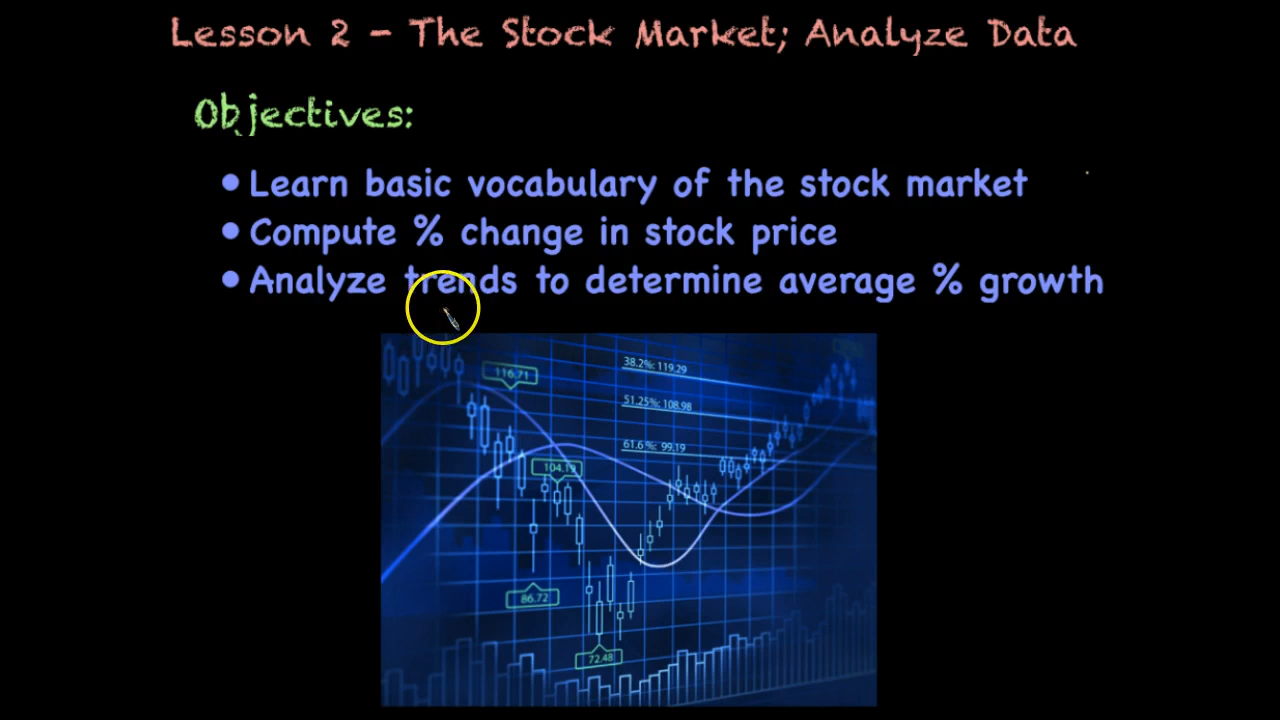 Lesson 2 - The Stock Market; Analyze Data
Objectives:
• Learn basic vocabulary of the stock market
• Compute % change in stock price
• Analyze trends to determine average % growth
38.2%: 119.29
116.71
51.25%: 108.98
61.6%: 99.19
104.19
86.72
72.48